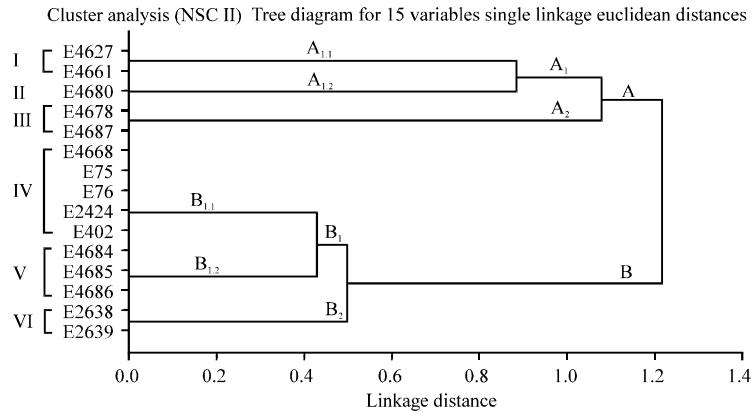 Cluster analysis (NSC II) Tree diagram for 15 variables single linkage euclidean distances
I
E4627
E4661
II
E4680
III
E4678
E4687
IV
E4668
E75
E76
E2424
E402
V
E4684
E4685
E4686
VI
E2638
E2639
A1.1
A1
A1.2
A
A2
B1.1
B1
B1.2
B
B2
0.0 0.2 0.4 0.6 0.8 1.0 1.2 1.4
Linkage distance